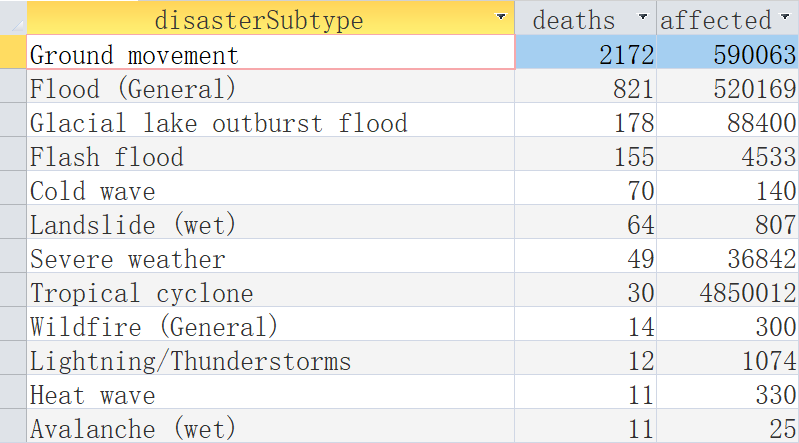 disasterSubtype deaths affected
Ground movement 2172 590063
Flood (General) 821 520169
Glacial lake outburst flood 178 88400
Flash flood 155 4533
Cold wave 70 140
Landslide (wet) 64 807
Severe weather 49 36842
Tropical cyclone 30 4850012
Wildfire (General) 14 300
Lightning/Thunderstorms 12 1074
Heat wave 11 330
Avalanche (wet) 11 25